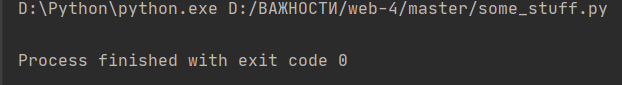 D:\Python\python.exe D:/ВАЖНОСТИ/web-4/master/some_stuff.py
Process finished with exit code 0